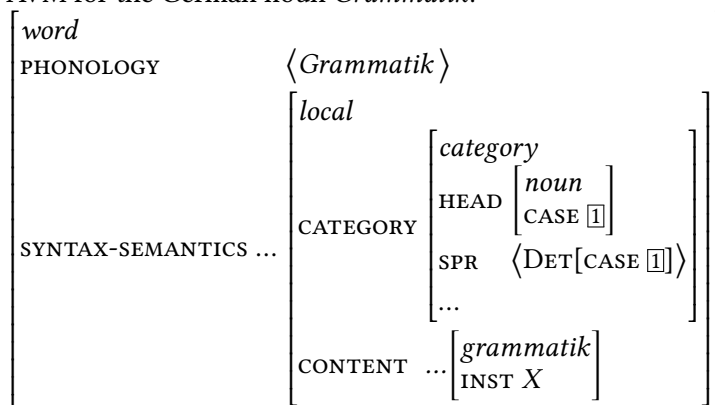 word
PHONOLOGY ⟨Grammatik⟩
local
category
HEAD noun
CASE 1
CATEGORY
SYNTAX-SEMANTICS …
SPR ⟨DET[CASE 1]⟩
…
grammatik
CONTENT …
INST X